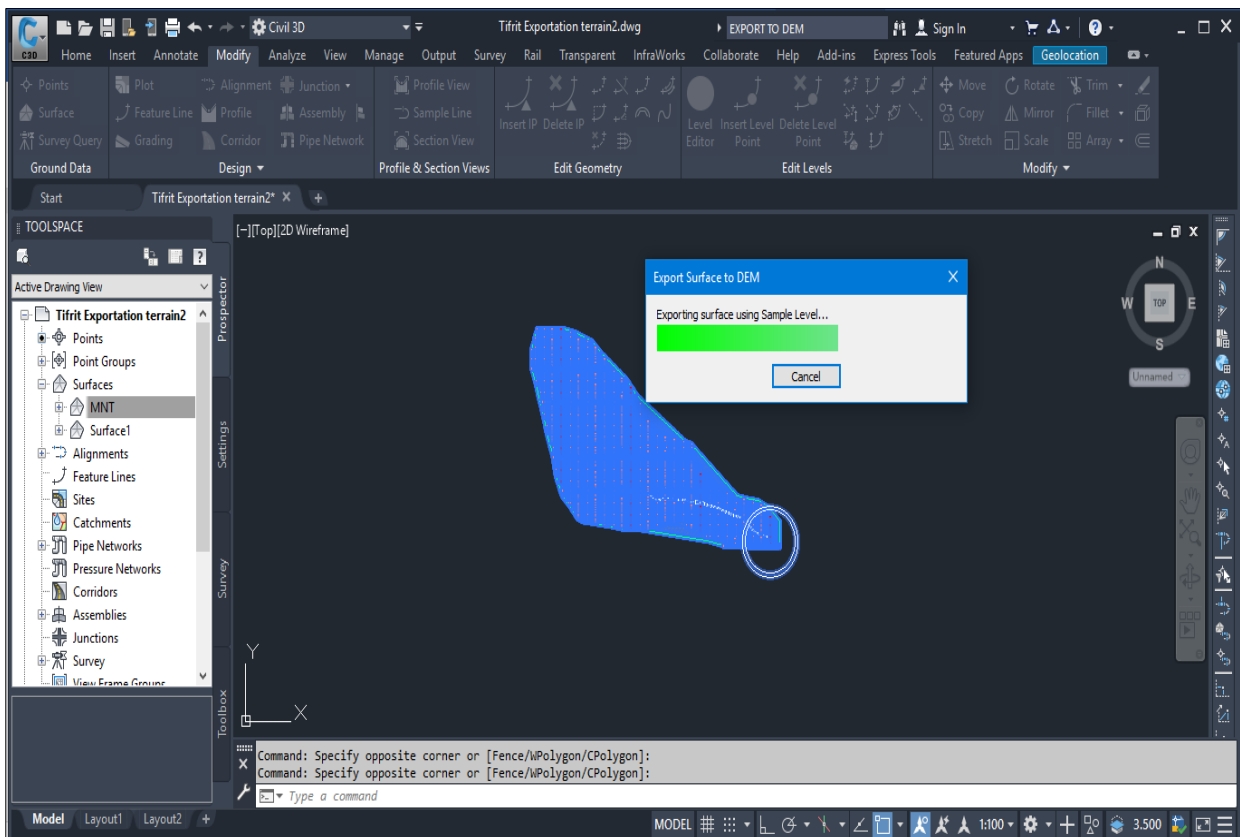 C3D
Civil 3D
Tifrit Exportation terrain2.dwg
EXPORT TO DEM
Sign In
Home Insert Annotate Modify Analyze View Manage Output Survey Rail Transparent InfraWorks Collaborate Help Add-ins Express Tools Featured Apps Geolocation
Points Plot Alignment Junction Profile View Move Rotate Trim
Surface Feature Line Profile Assembly Sample Line Insert IP Delete IP Level Editor Insert Level Point Delete Level Point Copy Mirror Fillet
Survey Query Grading Corridor Pipe Network Section View Stretch Scale Array
Ground Data Design Profile & Section Views Edit Geometry Edit Levels Modify
Start Tifrit Exportation terrain2*
TOOLSPACE
[–][Top][2D Wireframe]
Active Drawing View
Tifrit Exportation terrain2
Points
Point Groups
Surfaces
MNT
Surface1
Alignments
Feature Lines
Sites
Catchments
Pipe Networks
Pressure Networks
Corridors
Assemblies
Junctions
Survey
View Frame Groups
Prospector
Settings
Survey
Toolbox
Export Surface to DEM
Exporting surface using Sample Level...
Cancel
N
W TOP E
S
Unnamed
Y
X
Command: Specify opposite corner or [Fence/WPolygon/CPolygon]:
Command: Specify opposite corner or [Fence/WPolygon/CPolygon]:
Type a command
Model Layout1 Layout2 +
MODEL 1:100 3.500